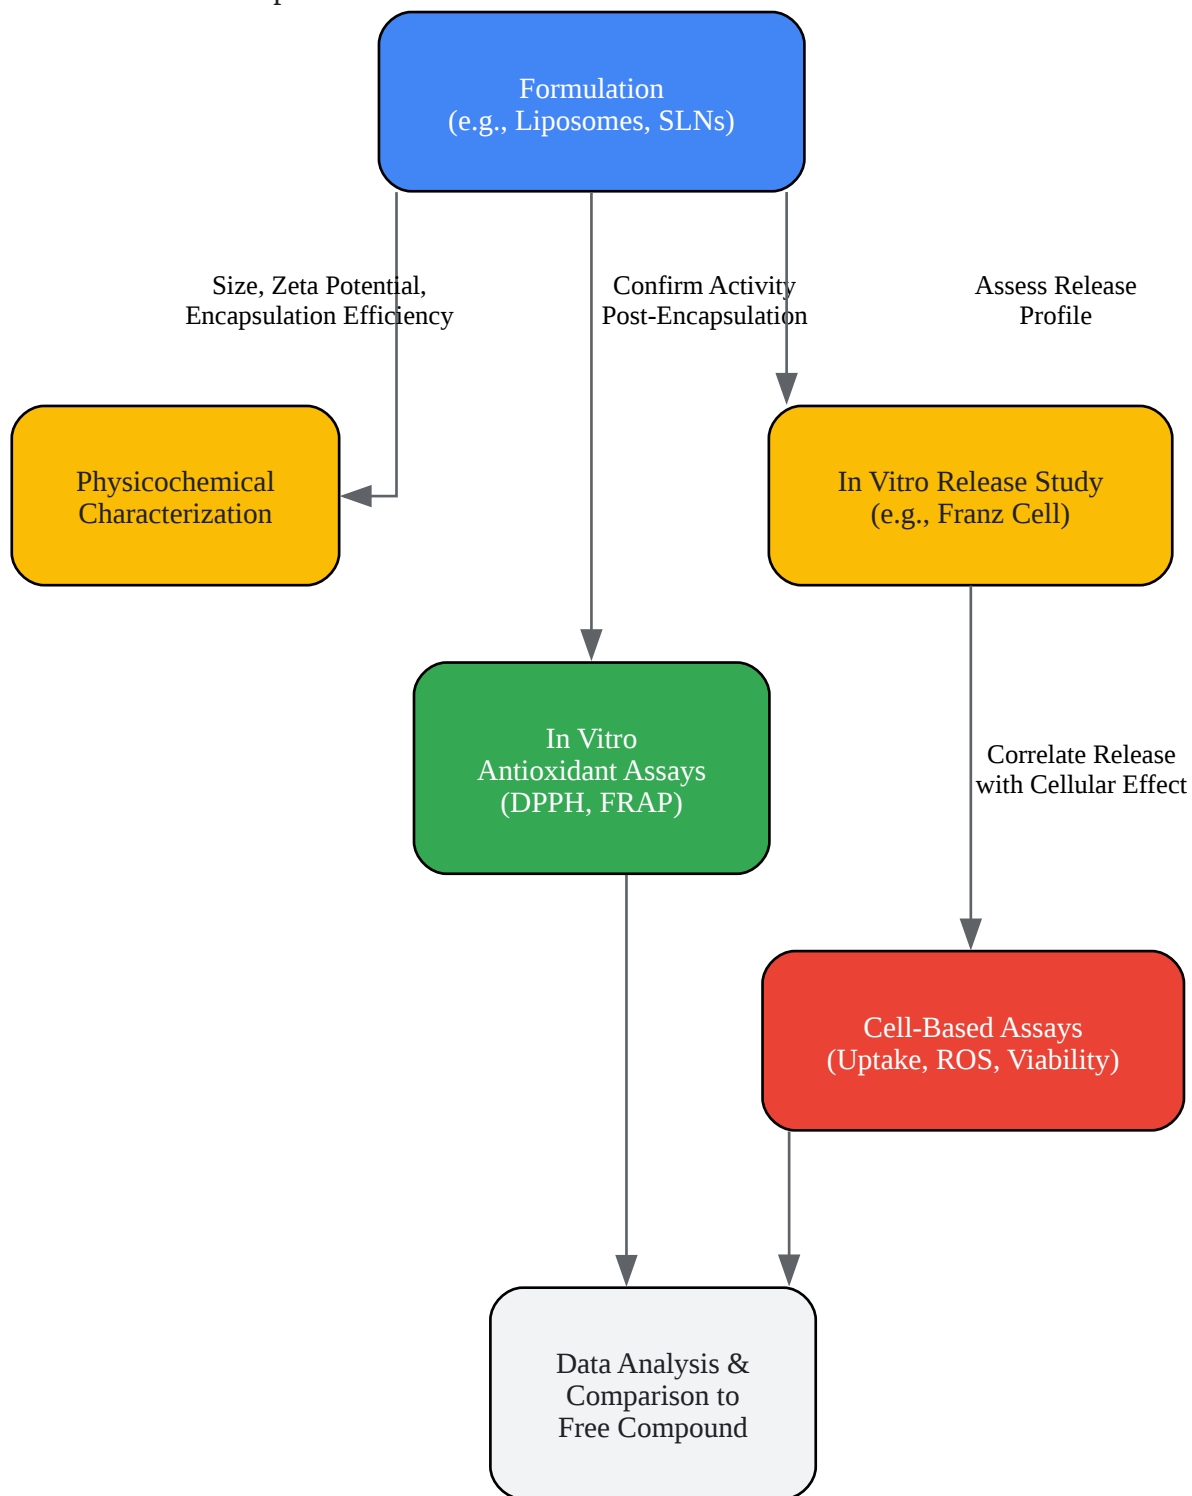 Formulation
(e.g., Liposomes, SLNs)
Size, Zeta Potential,
Encapsulation Efficiency
Confirm Activity
Post-Encapsulation
Assess Release
Profile
Physicochemical
Characterization
In Vitro Release Study
(e.g., Franz Cell)
In Vitro
Antioxidant Assays
(DPPH, FRAP)
Correlate Release
with Cellular Effect
Cell-Based Assays
(Uptake, ROS, Viability)
Data Analysis &
Comparison to
Free Compound